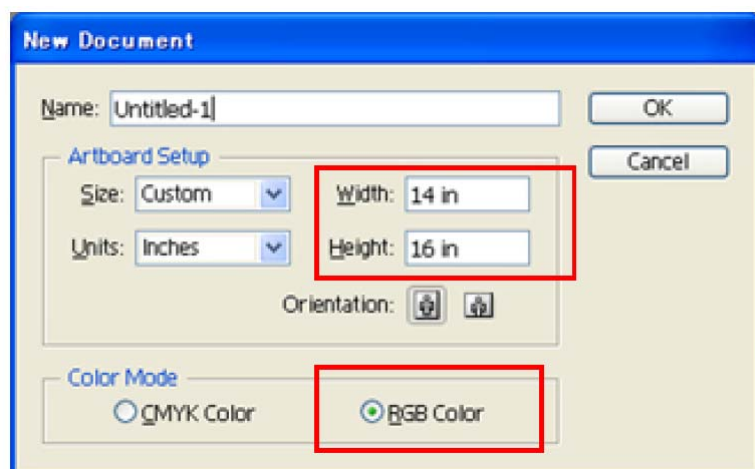 New Document
Name: Untitled-1
OK
Artboard Setup
Cancel
Size: Custom
Width: 14 in
Units: Inches
Height: 16 in
Orientation:
Color Mode
CMYK Color
RGB Color